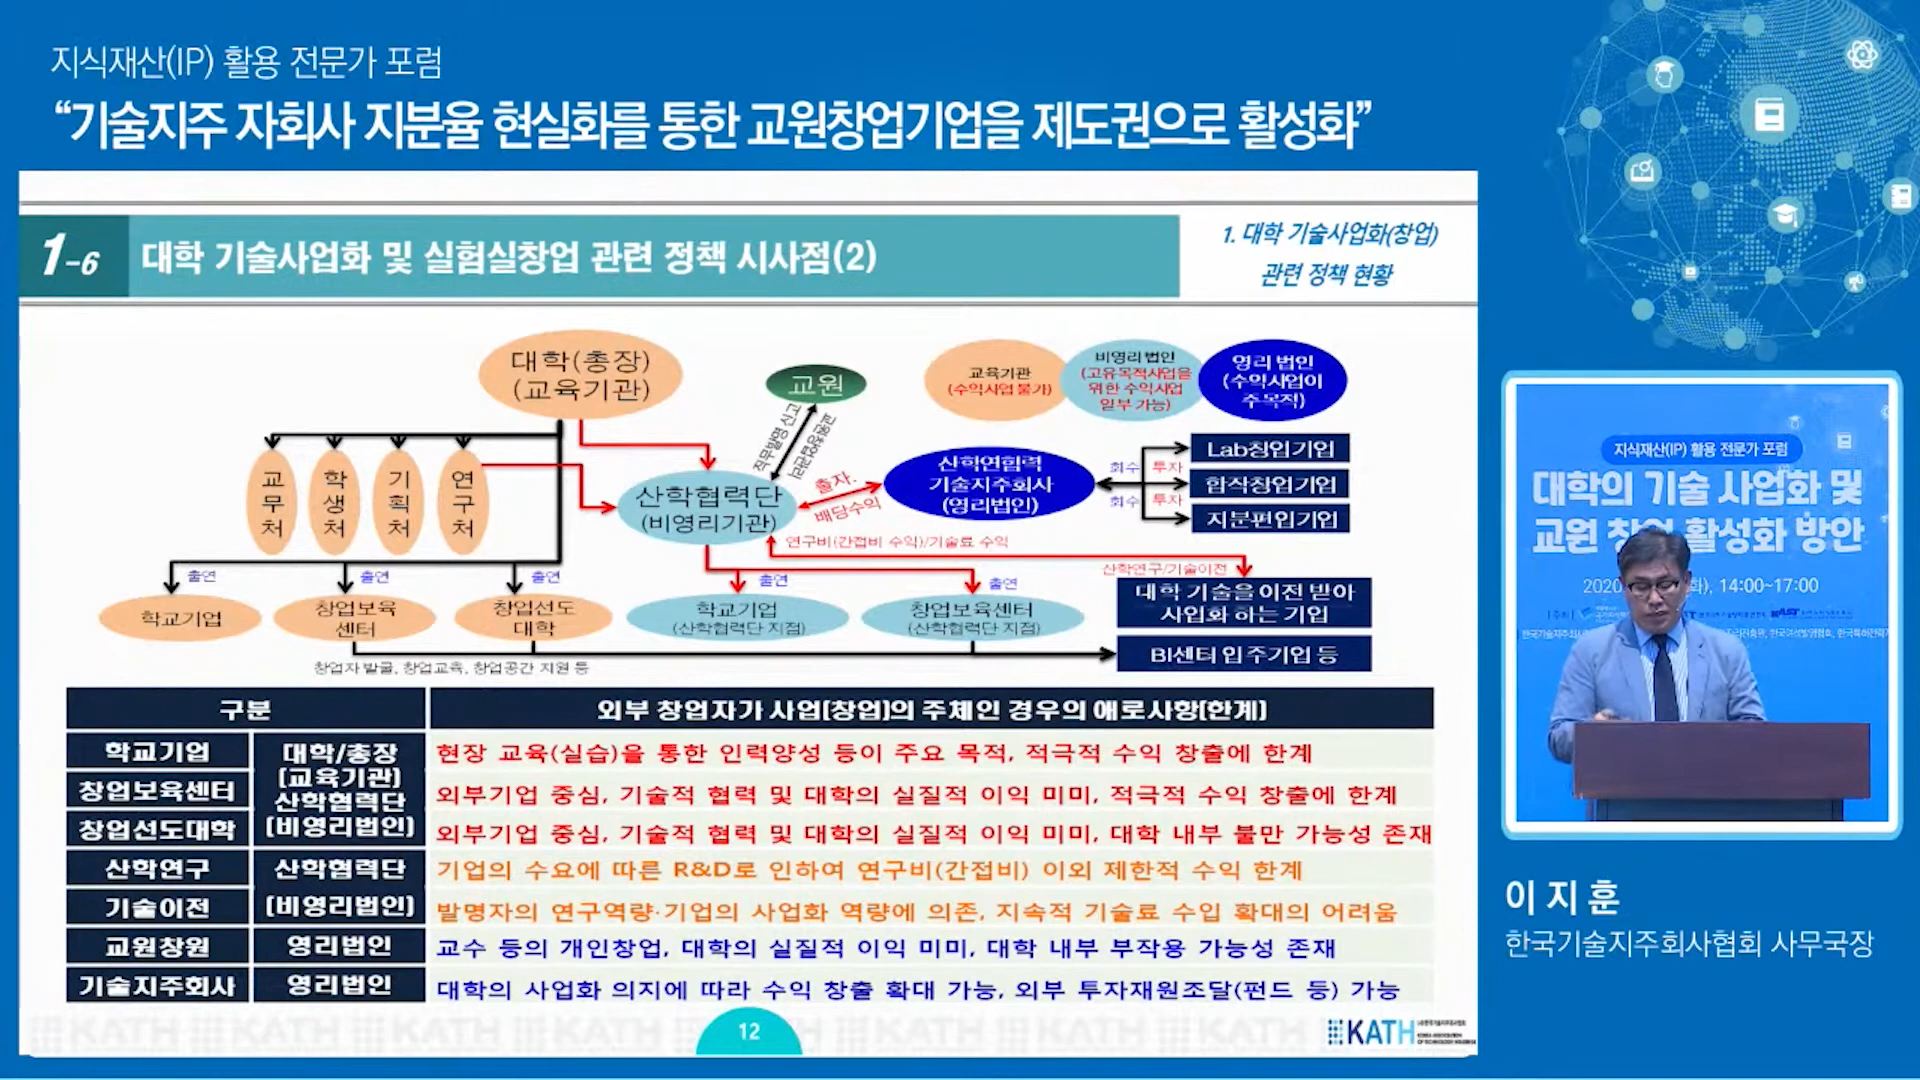 지식재산(IP) 활용 전문가 포럼
“기술지주 자회사 지분율 현실화를 통한 교원창업기업을 제도권으로 활성화”
1-6
대학 기술사업화 및 실험실창업 관련 정책 시사점(2)
1. 대학 기술사업화(창업)
관련 정책 현황
대학(총장)
(교육기관)
교원
교육기관
(수익사업 불가)
비영리 법인
(고유목적사업을
위한 수익사업
일부 가능)
영리 법인
(수익사업이
주목적)
교무처
학생처
기획처
연구처
직무발명 신고
산학협력단
(비영리기관)
출자.
배당수익
산학연협력
기술지주회사
(영리법인)
회수
투자
회수
투자
Lab창업기업
합작창업기업
지분편입기업
연구비(간접비 수익)/기술료 수익
산학연구/기술이전
출연
출연
출연
출연
출연
학교기업
창업보육
센터
창업선도
대학
학교기업
(산학협력단 지점)
창업보육센터
(산학협력단 지점)
대학 기술을 이전 받아
사업화 하는 기업
BI센터 입주기업 등
창업자 발굴, 창업교육, 창업공간 지원 등
구분
외부 창업자가 사업(창업)의 주체인 경우의 애로사항(한계)
학교기업
대학/총장
(교육기관)
산학협력단
(비영리법인)
현장 교육(실습)을 통한 인력양성 등이 주요 목적, 적극적 수익 창출에 한계
창업보육센터
외부기업 중심, 기술적 협력 및 대학의 실질적 이익 미미, 적극적 수익 창출에 한계
창업선도대학
외부기업 중심, 기술적 협력 및 대학의 실질적 이익 미미, 대학 내부 불만 가능성 존재
산학연구
산학협력단
(비영리법인)
기업의 수요에 따른 R&D로 인하여 연구비(간접비) 이외 제한적 수익 한계
기술이전
발명자의 연구역량·기업의 사업화 역량에 의존, 지속적 기술료 수입 확대의 어려움
교원창원
영리법인
교수 등의 개인창업, 대학의 실질적 이익 미미, 대학 내부 부작용 가능성 존재
기술지주회사
영리법인
대학의 사업화 의지에 따라 수익 창출 확대 가능, 외부 투자재원조달(펀드 등) 가능
12
KATH
지식재산(IP) 활용 전문가 포럼
대학의 기술 사업화 및
교원 창업 활성화 방안
2020
14:00~17:00
이 지 훈
한국기술지주회사협회 사무국장